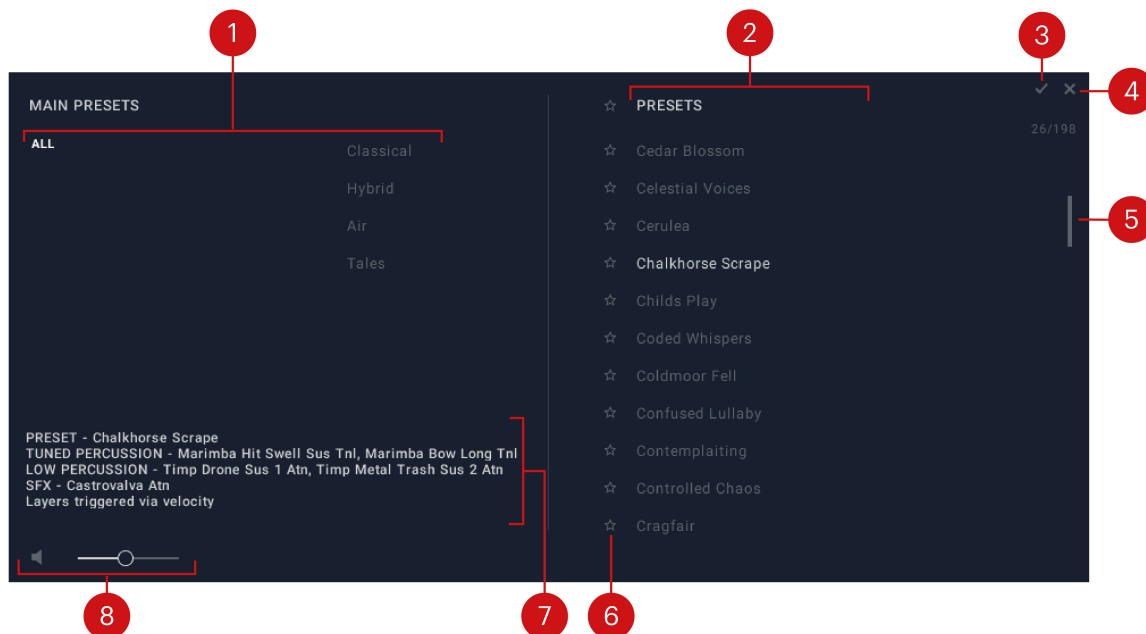 1
2
3
4
MAIN PRESETS
PRESETS
26/198
ALL
Classical
Hybrid
Air
Tales
Cedar Blossom
Celestial Voices
Cerulea
Chalkhorse Scrape
Childs Play
Coded Whispers
Coldmoor Fell
Confused Lullaby
Contemplaiting
Controlled Chaos
Cragfair
5
PRESET - Chalkhorse Scrape
TUNED PERCUSSION - Marimba Hit Swell Sus Tnl, Marimba Bow Long Tnl
LOW PERCUSSION - Timp Drone Sus 1 Atn, Timp Metal Trash Sus 2 Atn
SFX - Castrovalva Atn
Layers triggered via velocity
8
7
6